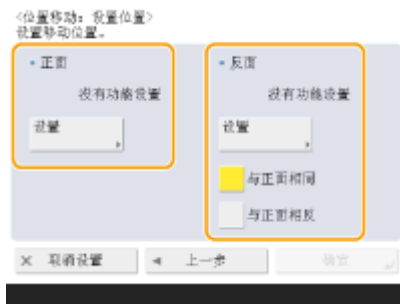 <位置移动: 设置位置>
设置移动位置。
正面
没有功能设置
设置
反面
没有功能设置
设置
与正面相同
与正面相反
取消设置
上一步
确定